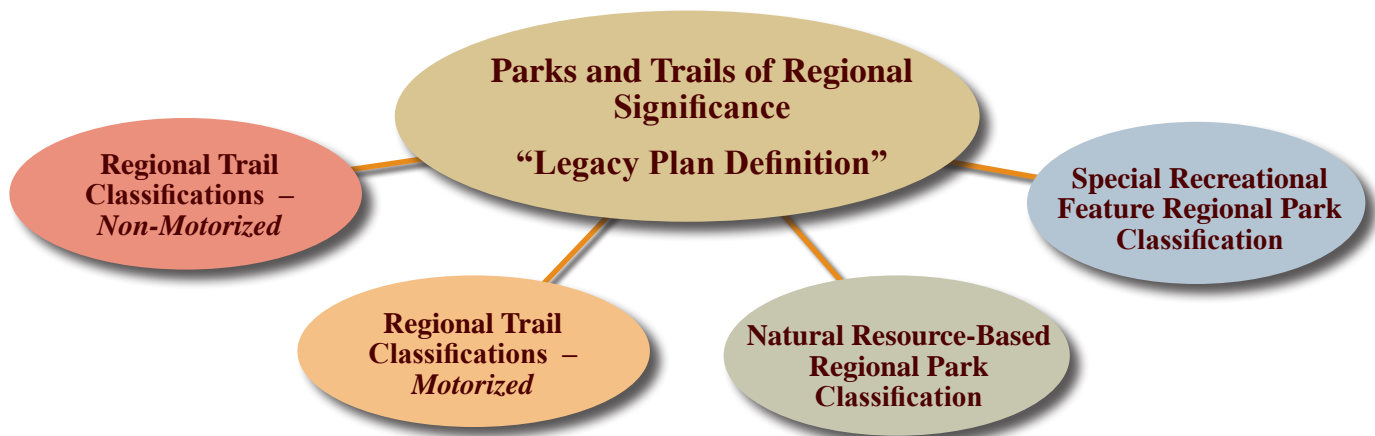 Parks and Trails of Regional
Significance
“Legacy Plan Definition”
Regional Trail
Classifications –
Non-Motorized
Regional Trail
Classifications –
Motorized
Natural Resource-Based
Regional Park
Classification
Special Recreational
Feature Regional Park
Classification